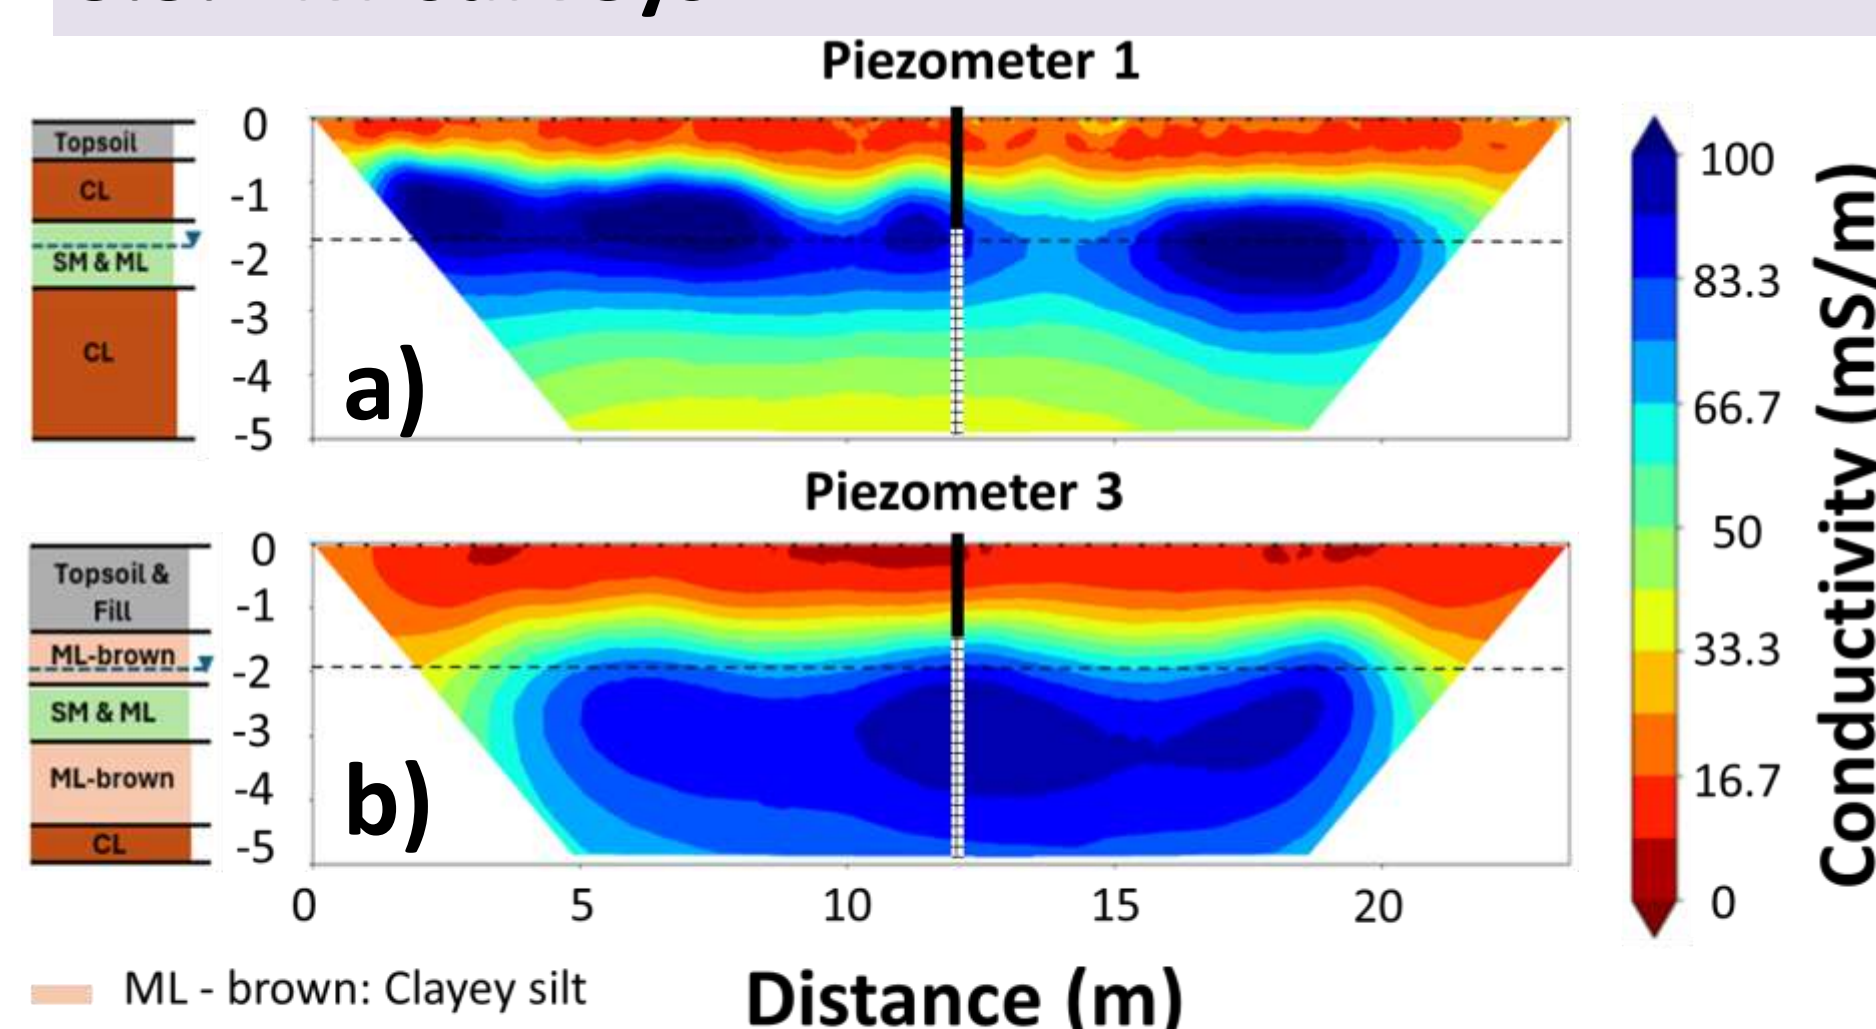 Piezometer 1
Topsoil
CL
SM & ML
CL
0
-1
-2
-3
-4
-5
a)
Piezometer 3
Topsoil &
Fill
ML-brown
SM & ML
ML-brown
CL
0
-1
-2
-3
-4
-5
b)
0 5 10 15 20
Distance (m)
100
83.3
66.7
50
33.3
16.7
0
Conductivity (mS/m)
ML - brown: Clayey silt